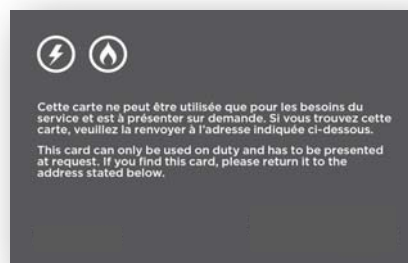 Cette carte ne peut être utilisée que pour les besoins du
service et est à présenter sur demande. Si vous trouvez cette
carte, veuillez la renvoyer à l'adresse indiquée ci-dessous.
This card can only be used on duty and has to be presented
at request. If you find this card, please return it to the
address stated below.